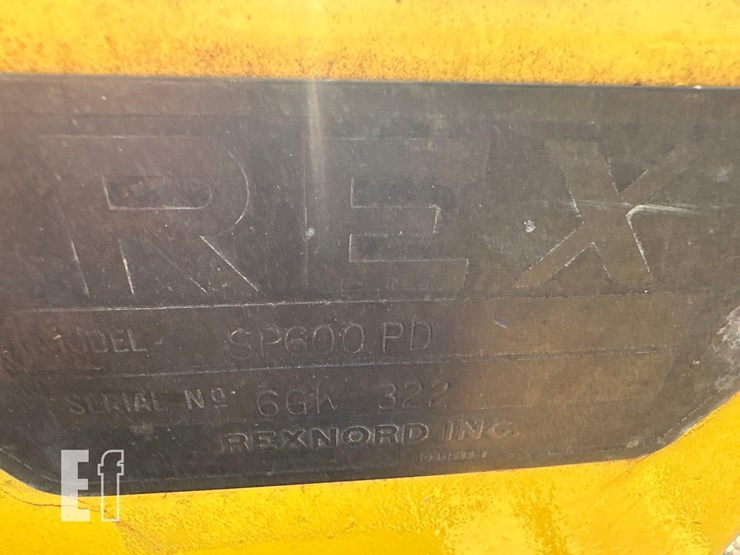 REX
MODEL SP600 PD
SERIAL Nº 6GK 322
REXNORD INC.
Ef